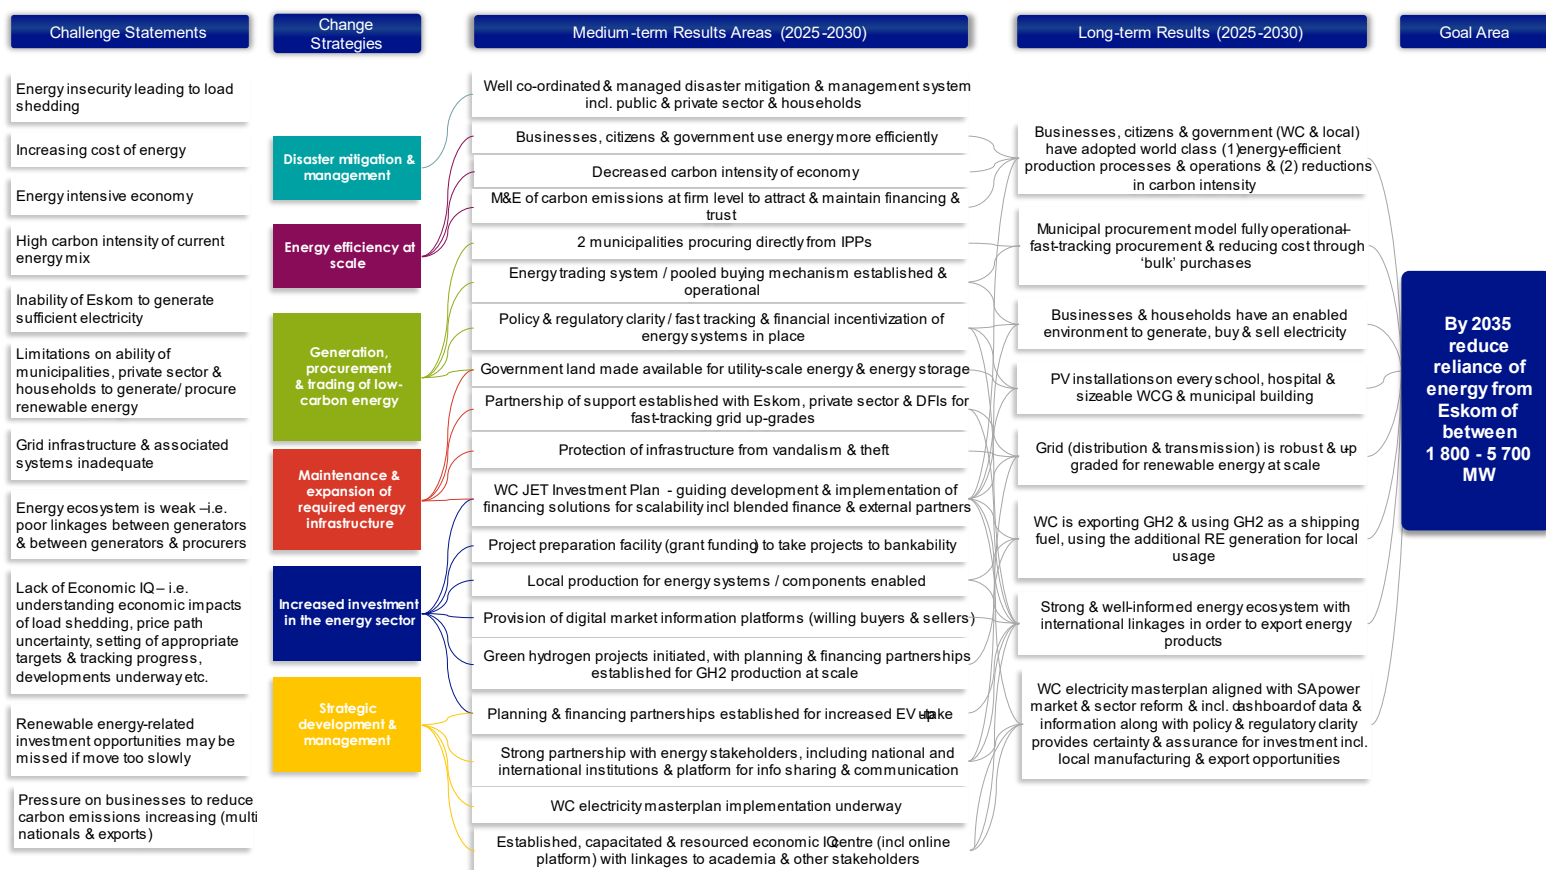 Challenge Statements
Change
Strategies
Medium-term Results Areas (2025-2030)
Long-term Results (2025-2030)
Goal Area
Energy insecurity leading to load
shedding
Increasing cost of energy
Energy intensive economy
High carbon intensity of current
energy mix
Inability of Eskom to generate
sufficient electricity
Limitations on ability of
municipalities, private sector &
households to generate/ procure
renewable energy
Grid infrastructure & associated
systems inadequate
Energy ecosystem is weak –i.e.
poor linkages between generators
& between generators & procurers
Lack of Economic IQ – i.e.
understanding economic impacts
of load shedding, price path
uncertainty, setting of appropriate
targets & tracking progress,
developments underway etc.
Renewable energy-related
investment opportunities may be
missed if move too slowly
Pressure on businesses to reduce
carbon emissions increasing (multi
nationals & exports)
Disaster mitigation &
management
Energy efficiency at
scale
Generation,
procurement
& trading of low-
carbon energy
Maintenance &
expansion of
required energy
infrastructure
Increased investment
in the energy sector
Strategic
development &
management
Well co-ordinated & managed disaster mitigation & management system
incl. public & private sector & households
Businesses, citizens & government use energy more efficiently
Decreased carbon intensity of economy
M&E of carbon emissions at firm level to attract & maintain financing &
trust
2 municipalities procuring directly from IPPs
Energy trading system / pooled buying mechanism established &
operational
Policy & regulatory clarity / fast tracking & financial incentivization of
energy systems in place
Government land made available for utility-scale energy & energy storage
Partnership of support established with Eskom, private sector & DFIs for
fast-tracking grid up-grades
Protection of infrastructure from vandalism & theft
WC JET Investment Plan - guiding development & implementation of
financing solutions for scalability incl blended finance & external partners
Project preparation facility (grant funding) to take projects to bankability
Local production for energy systems / components enabled
Provision of digital market information platforms (willing buyers & sellers)
Green hydrogen projects initiated, with planning & financing partnerships
established for GH2 production at scale
Planning & financing partnerships established for increased EV up-take
Strong partnership with energy stakeholders, including national and
international institutions & platform for info sharing & communication
WC electricity masterplan implementation underway
Established, capacitated & resourced economic IQ centre (incl online
platform) with linkages to academia & other stakeholders
Businesses, citizens & government (WC & local)
have adopted world class (1)energy-efficient
production processes & operations & (2) reductions
in carbon intensity
Municipal procurement model fully operational–
fast-tracking procurement & reducing cost through
‘bulk’ purchases
Businesses & households have an enabled
environment to generate, buy & sell electricity
PV installations on every school, hospital &
sizeable WCG & municipal building
Grid (distribution & transmission) is robust & up-
graded for renewable energy at scale
WC is exporting GH2 & using GH2 as a shipping
fuel, using the additional RE generation for local
usage
Strong & well-informed energy ecosystem with
international linkages in order to export energy
products
WC electricity masterplan aligned with SA power
market & sector reform & incl. dashboard of data &
information along with policy & regulatory clarity
provides certainty & assurance for investment incl.
local manufacturing & export opportunities
By 2035
reduce
reliance of
energy from
Eskom of
between
1 800 - 5 700
MW